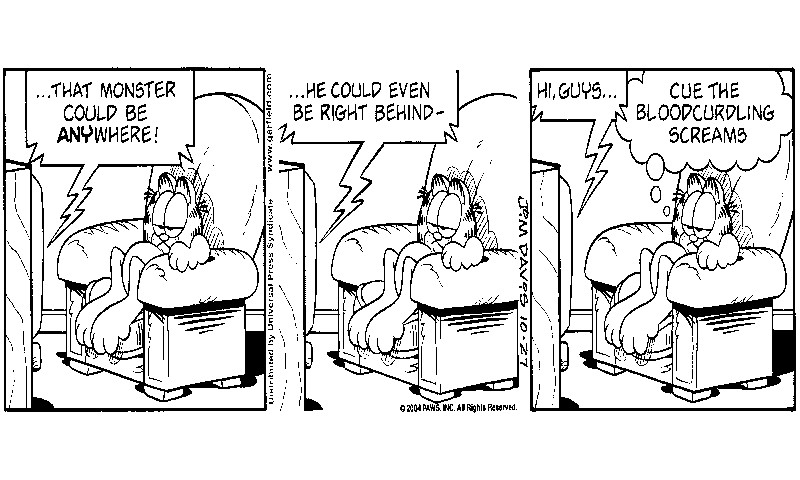 ...THAT MONSTER
COULD BE
ANYWHERE!
www.garfield.com
Distributed by Universal Press Syndicate
...HE COULD EVEN
BE RIGHT BEHIND-
© 2004 PAWS, INC. All Rights Reserved.
JIM DAVIS 10-27
HI, GUYS...
CUE THE
BLOODCURDLING
SCREAMS